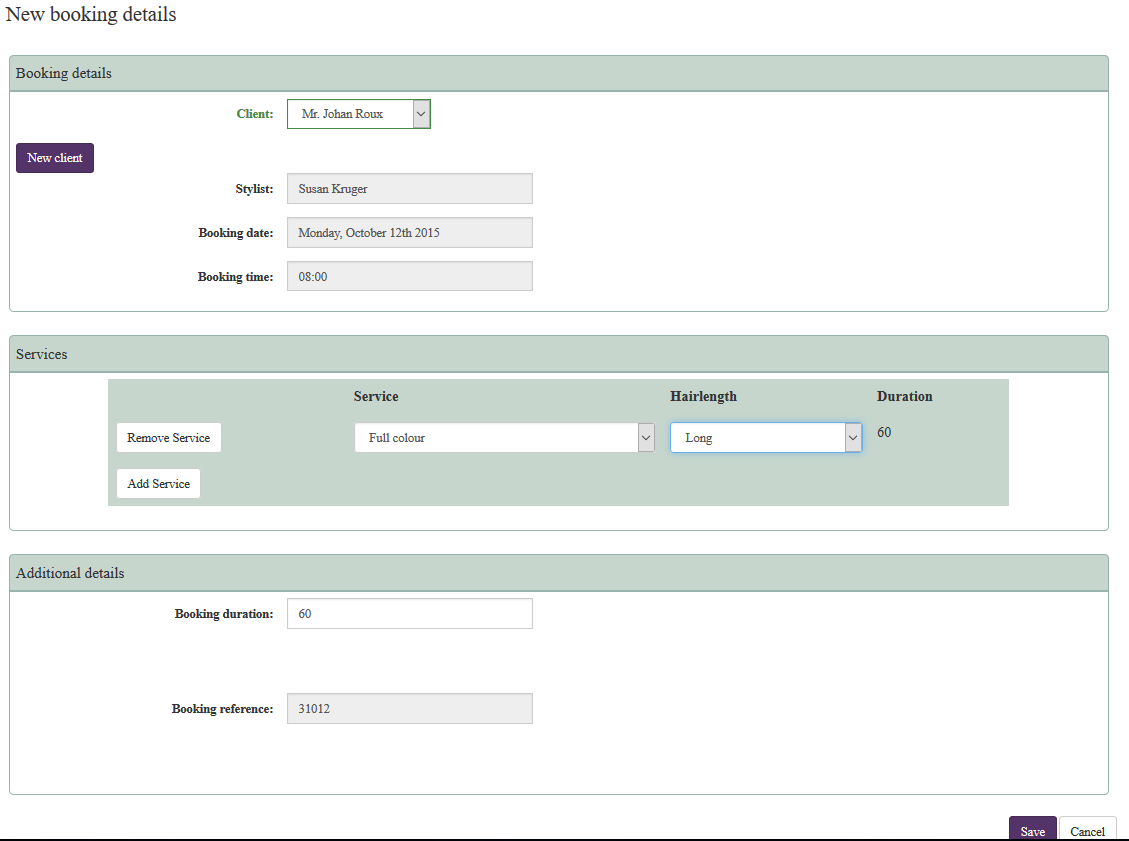 New booking details
Booking details
Client: Mr. Johan Roux
New client
Stylist: Susan Kruger
Booking date: Monday, October 12th 2015
Booking time: 08:00
Services
Service Hairlength Duration
Remove Service Full colour Long 60
Add Service
Additional details
Booking duration: 60
Booking reference: 31012
Save Cancel